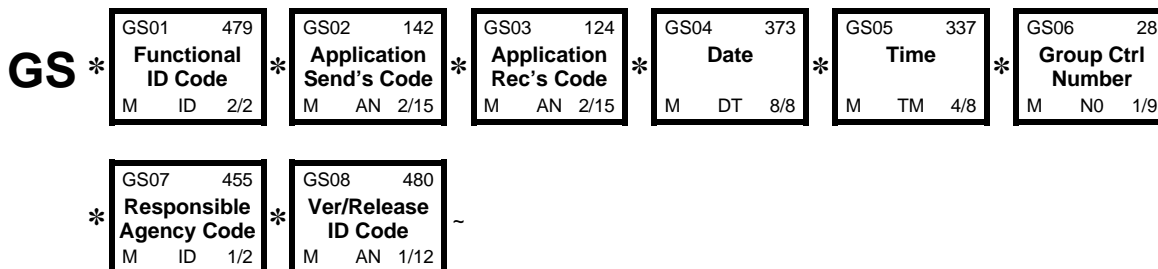 GS01 479 GS02 142 GS03 124 GS04 373 GS05 337 GS06 28
GS * Functional ID Code * Application Send's Code * Application Rec's Code * Date * Time * Group Ctrl Number
M ID 2/2 M AN 2/15 M AN 2/15 M DT 8/8 M TM 4/8 M N0 1/9
GS07 455 GS08 480
* Responsible Agency Code * Ver/Release ID Code ~
M ID 1/2 M AN 1/12